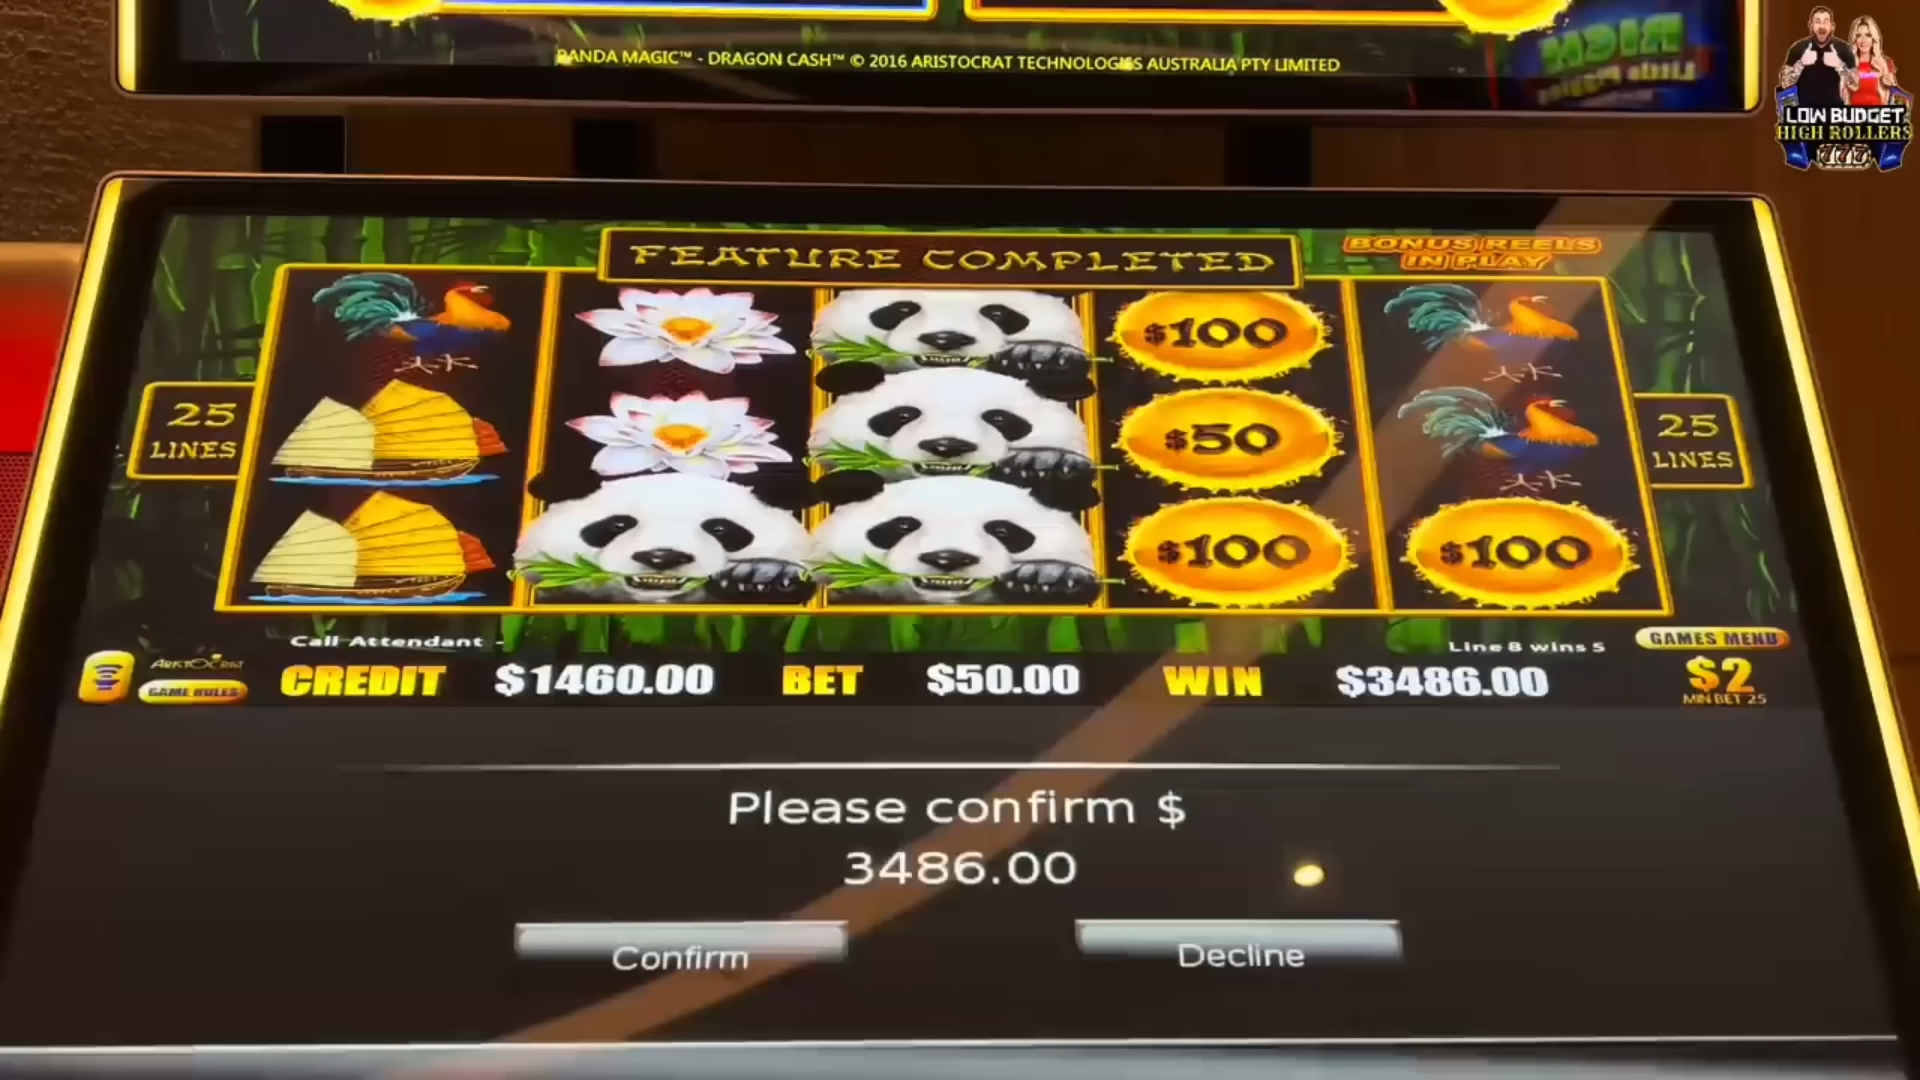 PANDA MAGIC™ - DRAGON CASH™ © 2016 ARISTOCRAT TECHNOLOGIES AUSTRALIA PTY LIMITED
LOW BUDGET
HIGH ROLLERS
777
FEATURE COMPLETED
BONUS REELS
IN PLAY
$100
25
LINES
$50
25
LINES
$100
$100
Call Attendant -
Line 8 wins 5
GAMES MENU
ARISTOCRAT
GAME RULES
CREDIT $1460.00 BET $50.00 WIN $3486.00
$2
MIN BET 25
Please confirm $
3486.00
Confirm
Decline